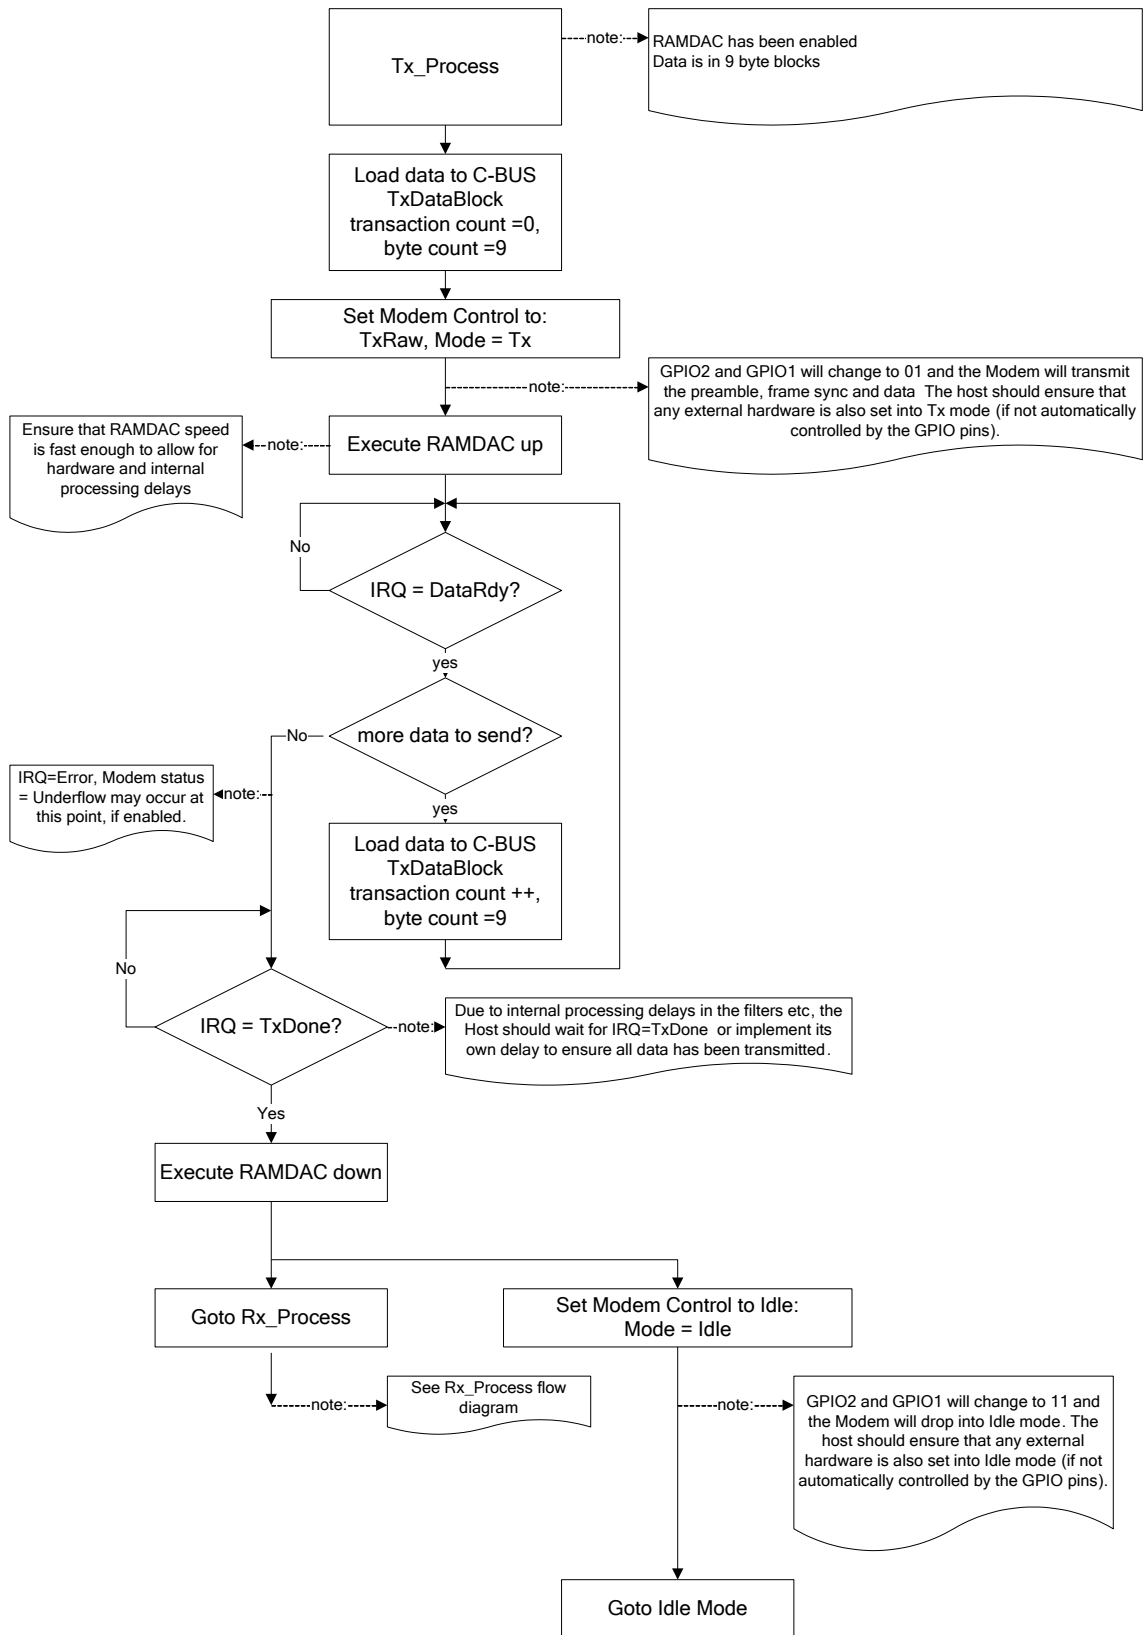 Tx_Process
note:
RAMDAC has been enabled
Data is in 9 byte blocks
Load data to C-BUS
TxDataBlock
transaction count =0,
byte count =9
Set Modem Control to:
TxRaw, Mode = Tx
note:
GPIO2 and GPIO1 will change to 01 and the Modem will transmit
the preamble, frame sync and data  The host should ensure that
any external hardware is also set into Tx mode (if not automatically
controlled by the GPIO pins).
Execute RAMDAC up
note:
Ensure that RAMDAC speed
is fast enough to allow for
hardware and internal
processing delays
No
IRQ = DataRdy?
yes
more data to send?
No
note:
IRQ=Error, Modem status
= Underflow may occur at
this point, if enabled.
yes
Load data to C-BUS
TxDataBlock
transaction count ++,
byte count =9
No
IRQ = TxDone?
note:
Due to internal processing delays in the filters etc, the
Host should wait for IRQ=TxDone  or implement its
own delay to ensure all data has been transmitted.
Yes
Execute RAMDAC down
Goto Rx_Process
Set Modem Control to Idle:
Mode = Idle
note:
See Rx_Process flow
diagram
note:
GPIO2 and GPIO1 will change to 11 and
the Modem will drop into Idle mode. The
host should ensure that any external
hardware is also set into Idle mode (if not
automatically controlled by the GPIO pins).
Goto Idle Mode